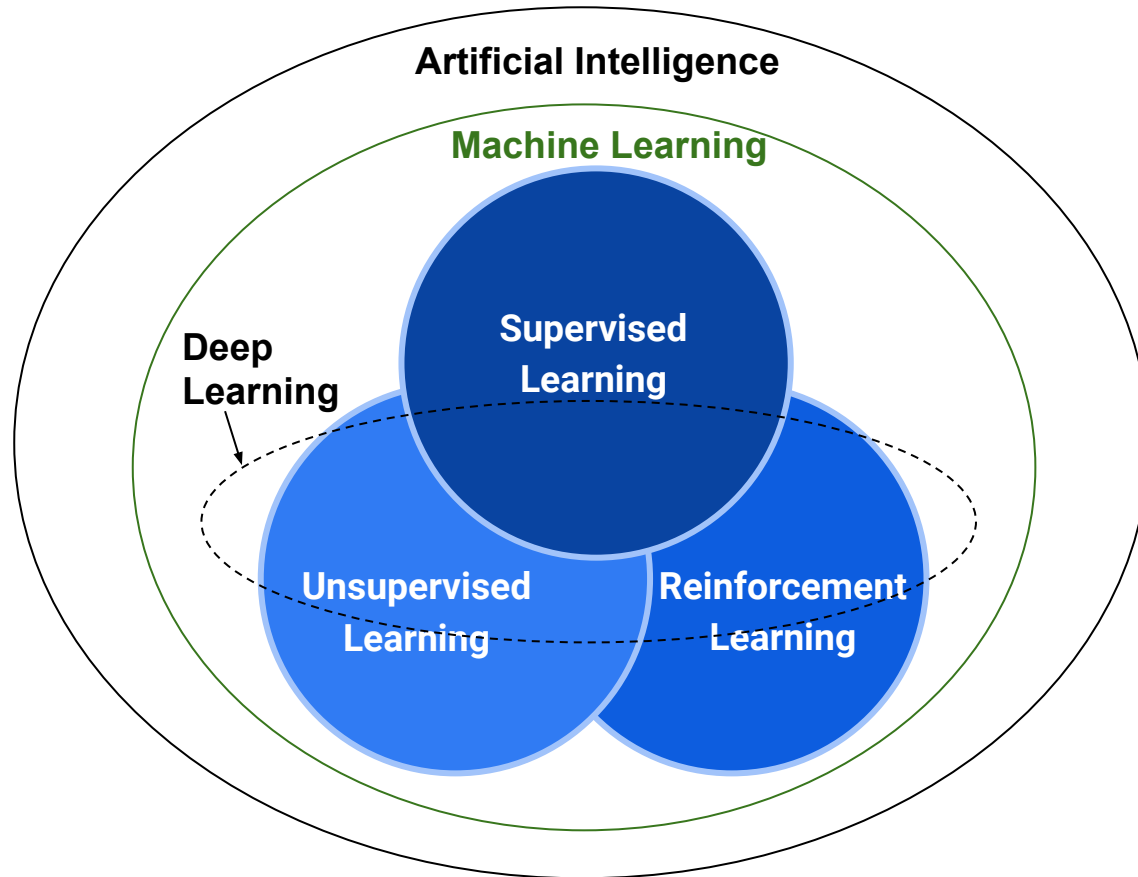 Artificial Intelligence
Machine Learning
Supervised
Learning
Deep
Learning
Unsupervised
Learning
Reinforcement
Learning